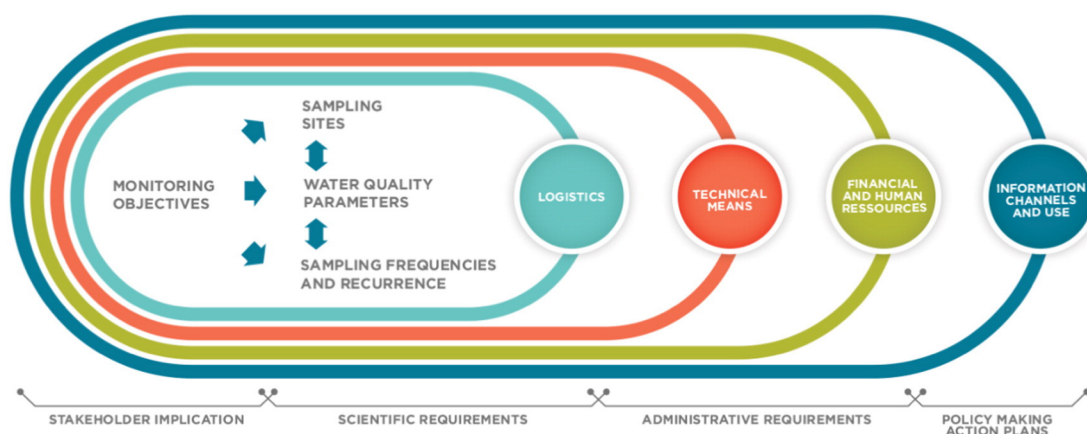 SAMPLING
SITES
MONITORING
OBJECTIVES
WATER QUALITY
PARAMETERS
SAMPLING FREQUENCIES
AND RECURRENCE
LOGISTICS
TECHNICAL
MEANS
FINANCIAL
AND HUMAN
RESSOURCES
INFORMATION
CHANNELS
AND USE
STAKEHOLDER IMPLICATION
SCIENTIFIC REQUIREMENTS
ADMINISTRATIVE REQUIREMENTS
POLICY MAKING
ACTION PLANS